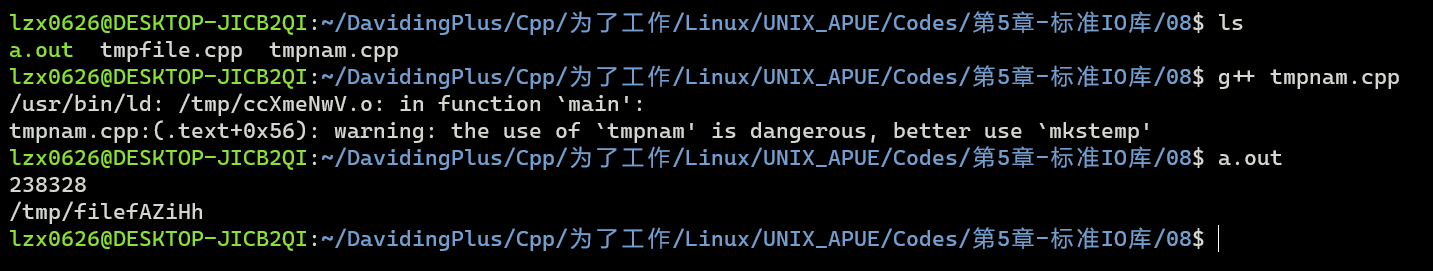 lzx0626@DESKTOP-JICB2QI:~/DavidingPlus/Cpp/为了工作/Linux/UNIX_APUE/Codes/第5章-标准IO库/08$ ls
a.out  tmpfile.cpp  tmpnam.cpp
lzx0626@DESKTOP-JICB2QI:~/DavidingPlus/Cpp/为了工作/Linux/UNIX_APUE/Codes/第5章-标准IO库/08$ g++ tmpnam.cpp
/usr/bin/ld: /tmp/ccXmeNwV.o: in function `main':
tmpnam.cpp:(.text+0x56): warning: the use of `tmpnam' is dangerous, better use `mkstemp'
lzx0626@DESKTOP-JICB2QI:~/DavidingPlus/Cpp/为了工作/Linux/UNIX_APUE/Codes/第5章-标准IO库/08$ a.out
238328
/tmp/filefAZiHh
lzx0626@DESKTOP-JICB2QI:~/DavidingPlus/Cpp/为了工作/Linux/UNIX_APUE/Codes/第5章-标准IO库/08$